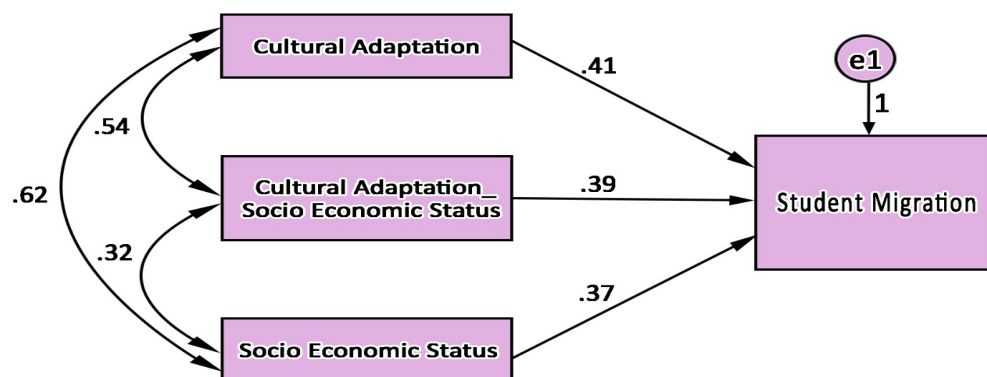 Cultural Adaptation
.41
e1
1
.54
.62
Cultural Adaptation_
Socio Economic Status
.39
Student Migration
.32
.37
Socio Economic Status